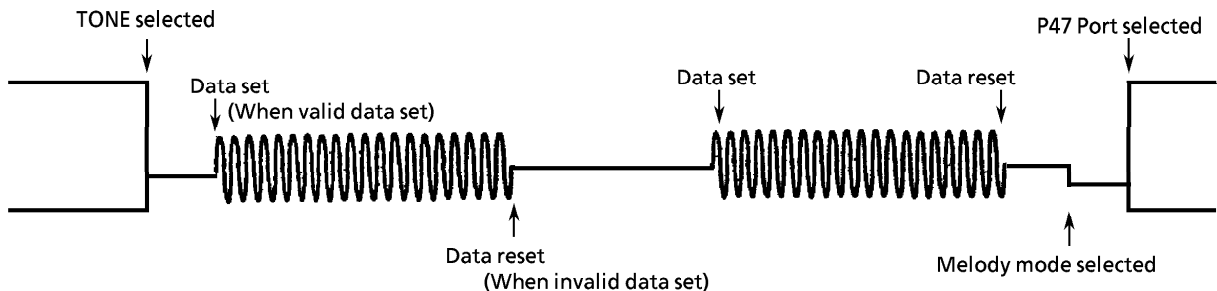 TONE selected
P47 Port selected
Data set
(When valid data set)
Data set
Data reset
Data reset
(When invalid data set)
Melody mode selected